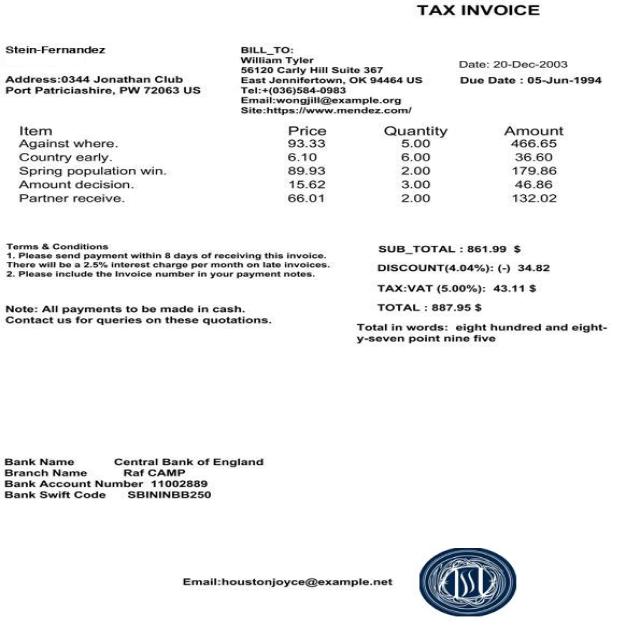 TAX INVOICE
Stein-Fernandez
Address:0344 Jonathan Club
Port Patriciashire, PW 72063 US
BILL_TO:
William Tyler
56120 Carly Hill Suite 367
East Jennifertown, OK 94464 US
Tel:+(036)584-0983
Email:wongjill@example.org
Site:https://www.mendez.com/
Date: 20-Dec-2003
Due Date : 05-Jun-1994
Item Price Quantity Amount
Against where. 93.33 5.00 466.65
Country early. 6.10 6.00 36.60
Spring population win. 89.93 2.00 179.86
Amount decision. 15.62 3.00 46.86
Partner receive. 66.01 2.00 132.02
Terms & Conditions
1. Please send payment within 8 days of receiving this invoice.
There will be a 2.5% interest charge per month on late invoices.
2. Please include the Invoice number in your payment notes.
Note: All payments to be made in cash.
Contact us for queries on these quotations.
SUB_TOTAL : 861.99 $
DISCOUNT(4.04%): (-) 34.82
TAX:VAT (5.00%): 43.11 $
TOTAL : 887.95 $
Total in words: eight hundred and eight-
y-seven point nine five
Bank Name Central Bank of England
Branch Name Raf CAMP
Bank Account Number 11002889
Bank Swift Code SBININBB250
Email:houstonjoyce@example.net